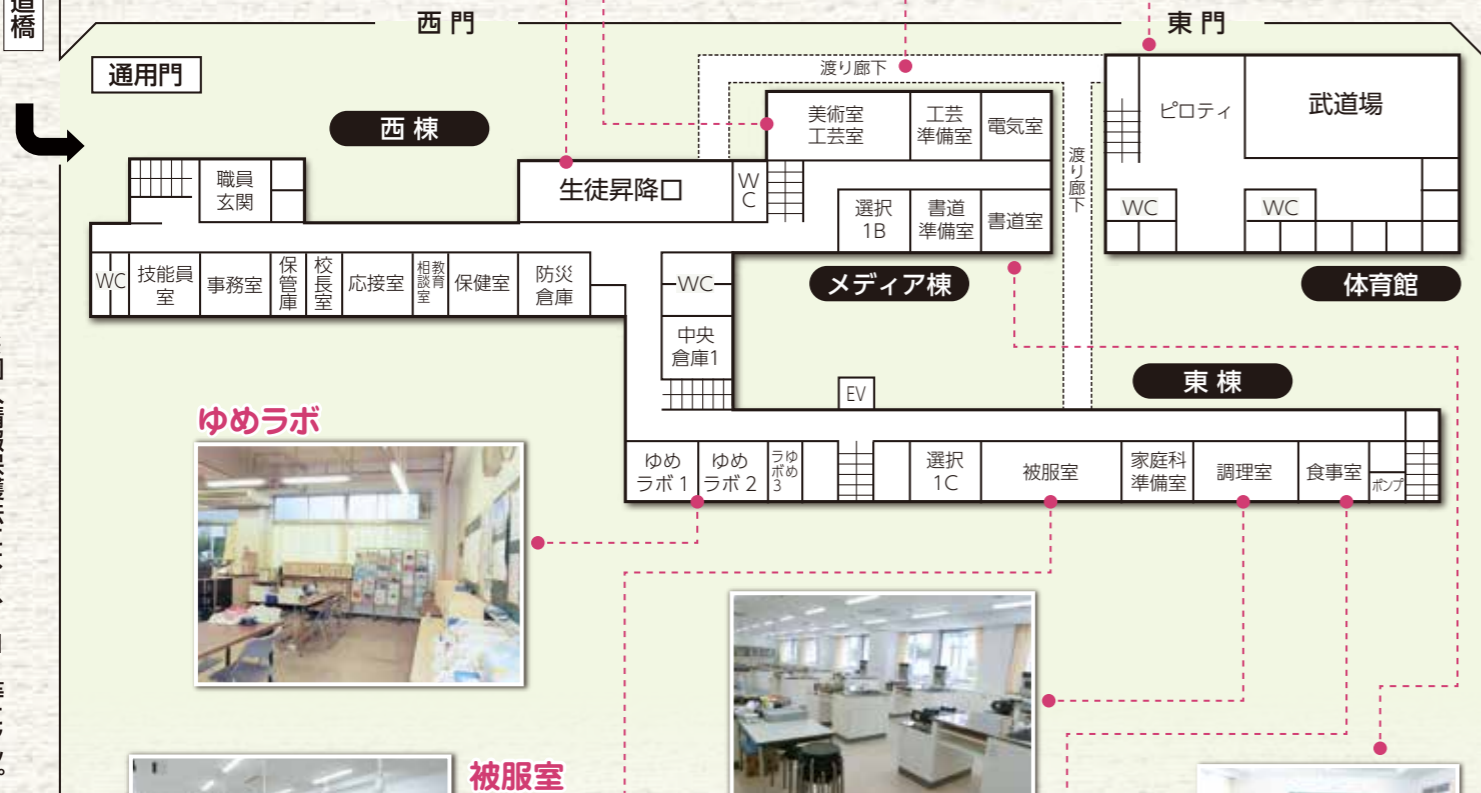 道橋
西門
東門
通用門
渡り廊下
西棟
美術室
工芸室
工芸
準備室
電気室
ピロティ
武道場
渡り廊下
職員
玄関
生徒昇降口
WC
選択
1B
書道
準備室
書道室
WC
WC
WC
技能員
室
事務室
保管庫
校長室
応接室
教育
相談室
保健室
防災
倉庫
WC
メディア棟
体育館
中央
倉庫1
東棟
EV
ゆめラボ
ゆめ
ラボ1
ゆめ
ラボ2
ゆめ
ラボ3
選択
1C
被服室
家庭科
準備室
調理室
食事室
ポンプ
被服室